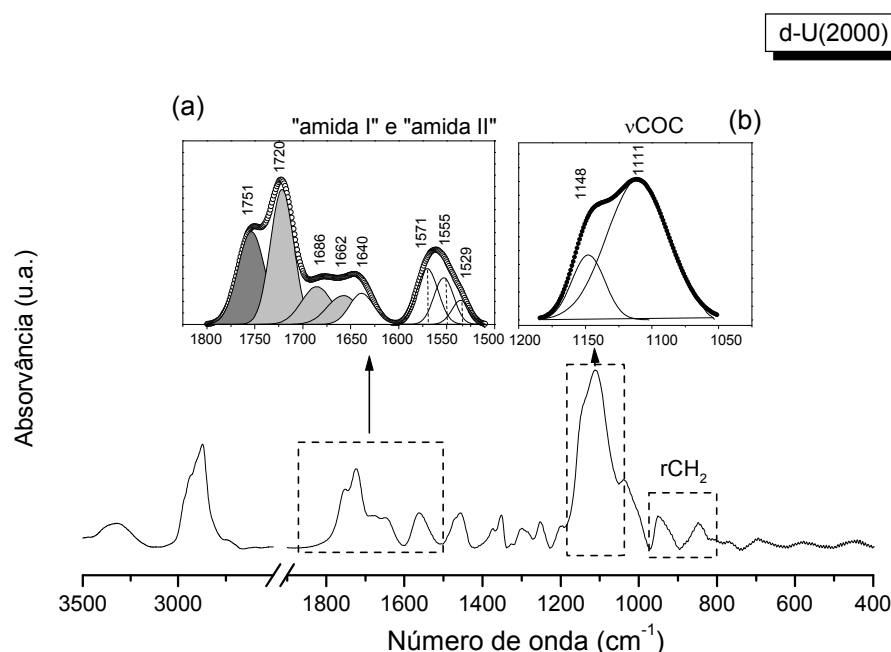 d-U(2000)
(a)
"amida I" e "amida II"
νCOC
(b)
1751
1720
1686
1662
1640
1571
1555
1529
1148
1111
1800 1750 1700 1650 1600 1550 1500
1200 1150 1100 1050
Absorvância (u.a.)
rCH₂
3500 3000 1800 1600 1400 1200 1000 800 600 400
Número de onda (cm⁻¹)